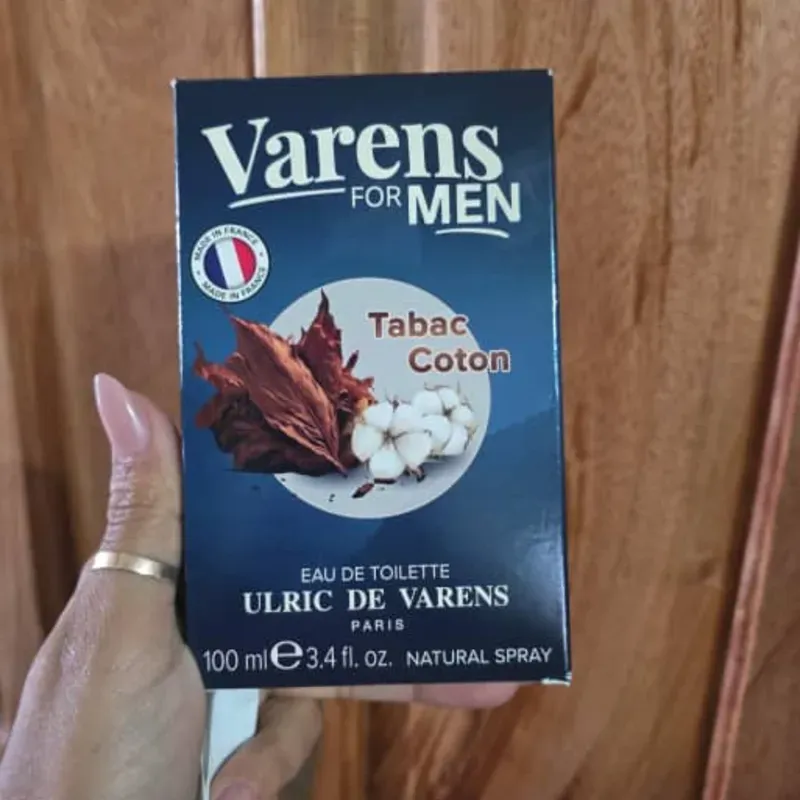 Varens
FOR MEN
MADE IN FRANCE
MADE IN FRANCE
Tabac
Coton
EAU DE TOILETTE
ULRIC DE VARENS
PARIS
100 ml ℮ 3.4 fl. oz. NATURAL SPRAY